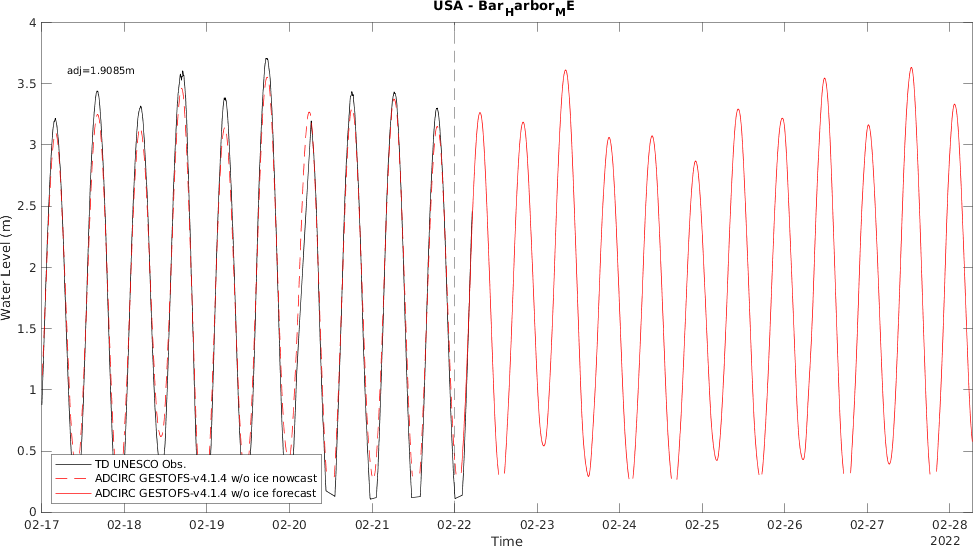 USA - Bar_Harbor_ME
4
adj=1.9085m
3.5
3
2.5
2
1.5
1
0.5
0
Water Level (m)
TD UNESCO Obs.
ADCIRC GESTOFS-v4.1.4 w/o ice nowcast
ADCIRC GESTOFS-v4.1.4 w/o ice forecast
02-17 02-18 02-19 02-20 02-21 02-22 02-23 02-24 02-25 02-26 02-27 02-28
Time 2022